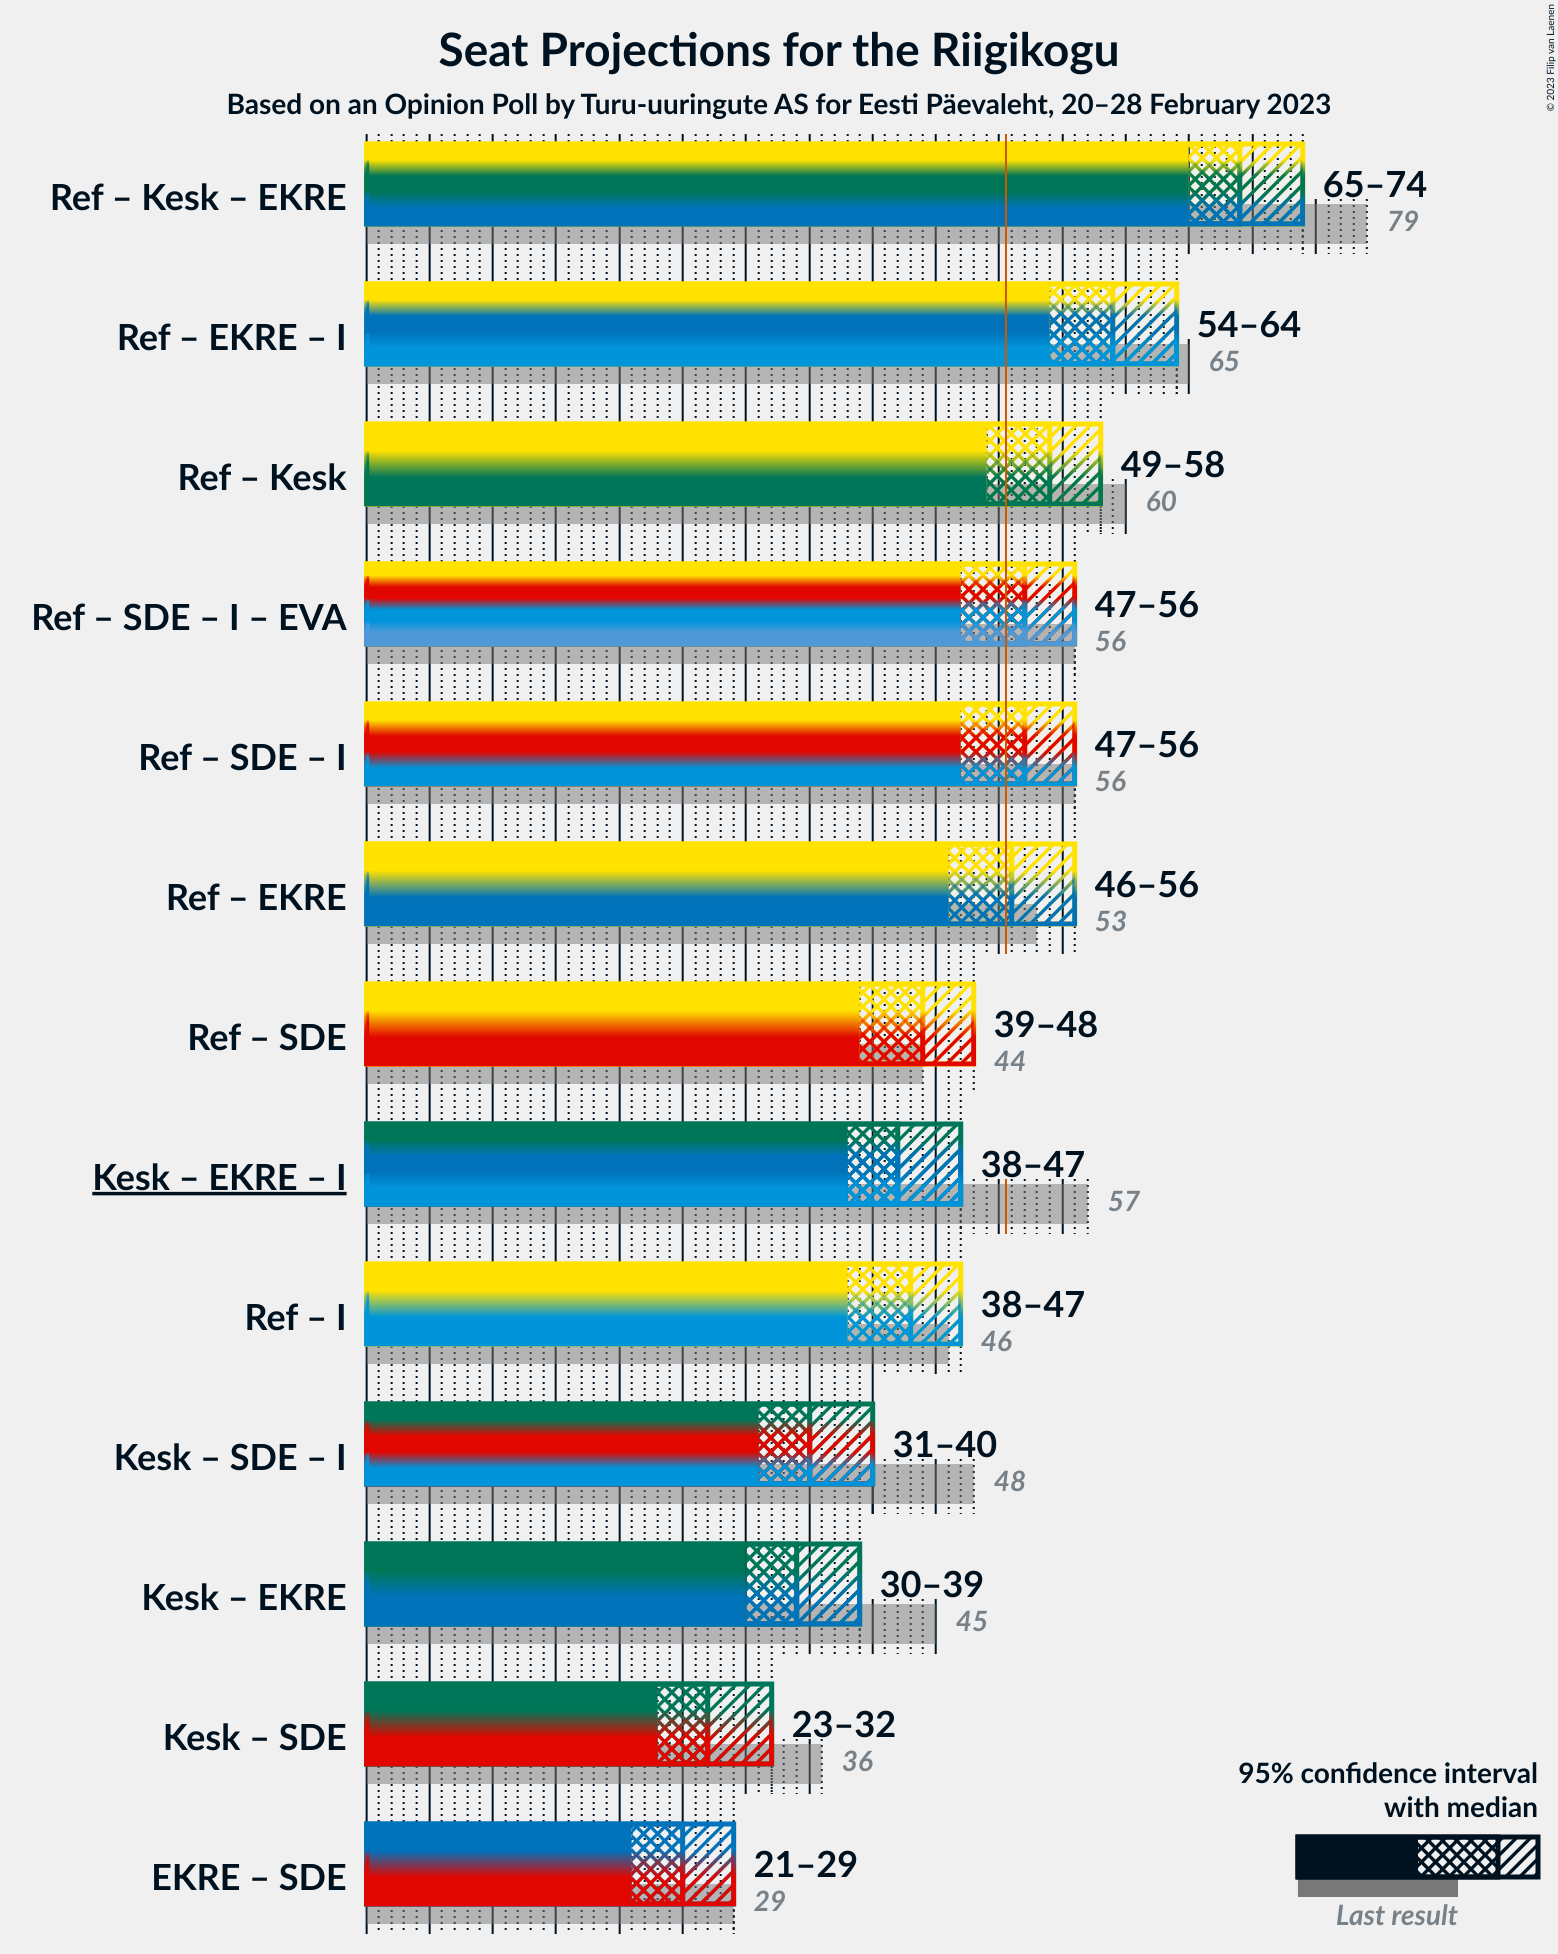 Seat Projections for the Riigikogu
Based on an Opinion Poll by Turu-uuringute AS for Eesti Päevaleht, 20–28 February 2023
© 2023 Filip van Laenen
Ref – Kesk – EKRE
65–74
79
Ref – EKRE – I
54–64
65
Ref – Kesk
49–58
60
Ref – SDE – I – EVA
47–56
56
Ref – SDE – I
47–56
56
Ref – EKRE
46–56
53
Ref – SDE
39–48
44
Kesk – EKRE – I
38–47
57
Ref – I
38–47
46
Kesk – SDE – I
31–40
48
Kesk – EKRE
30–39
45
Kesk – SDE
23–32
36
EKRE – SDE
21–29
29
95% confidence interval
with median
Last result